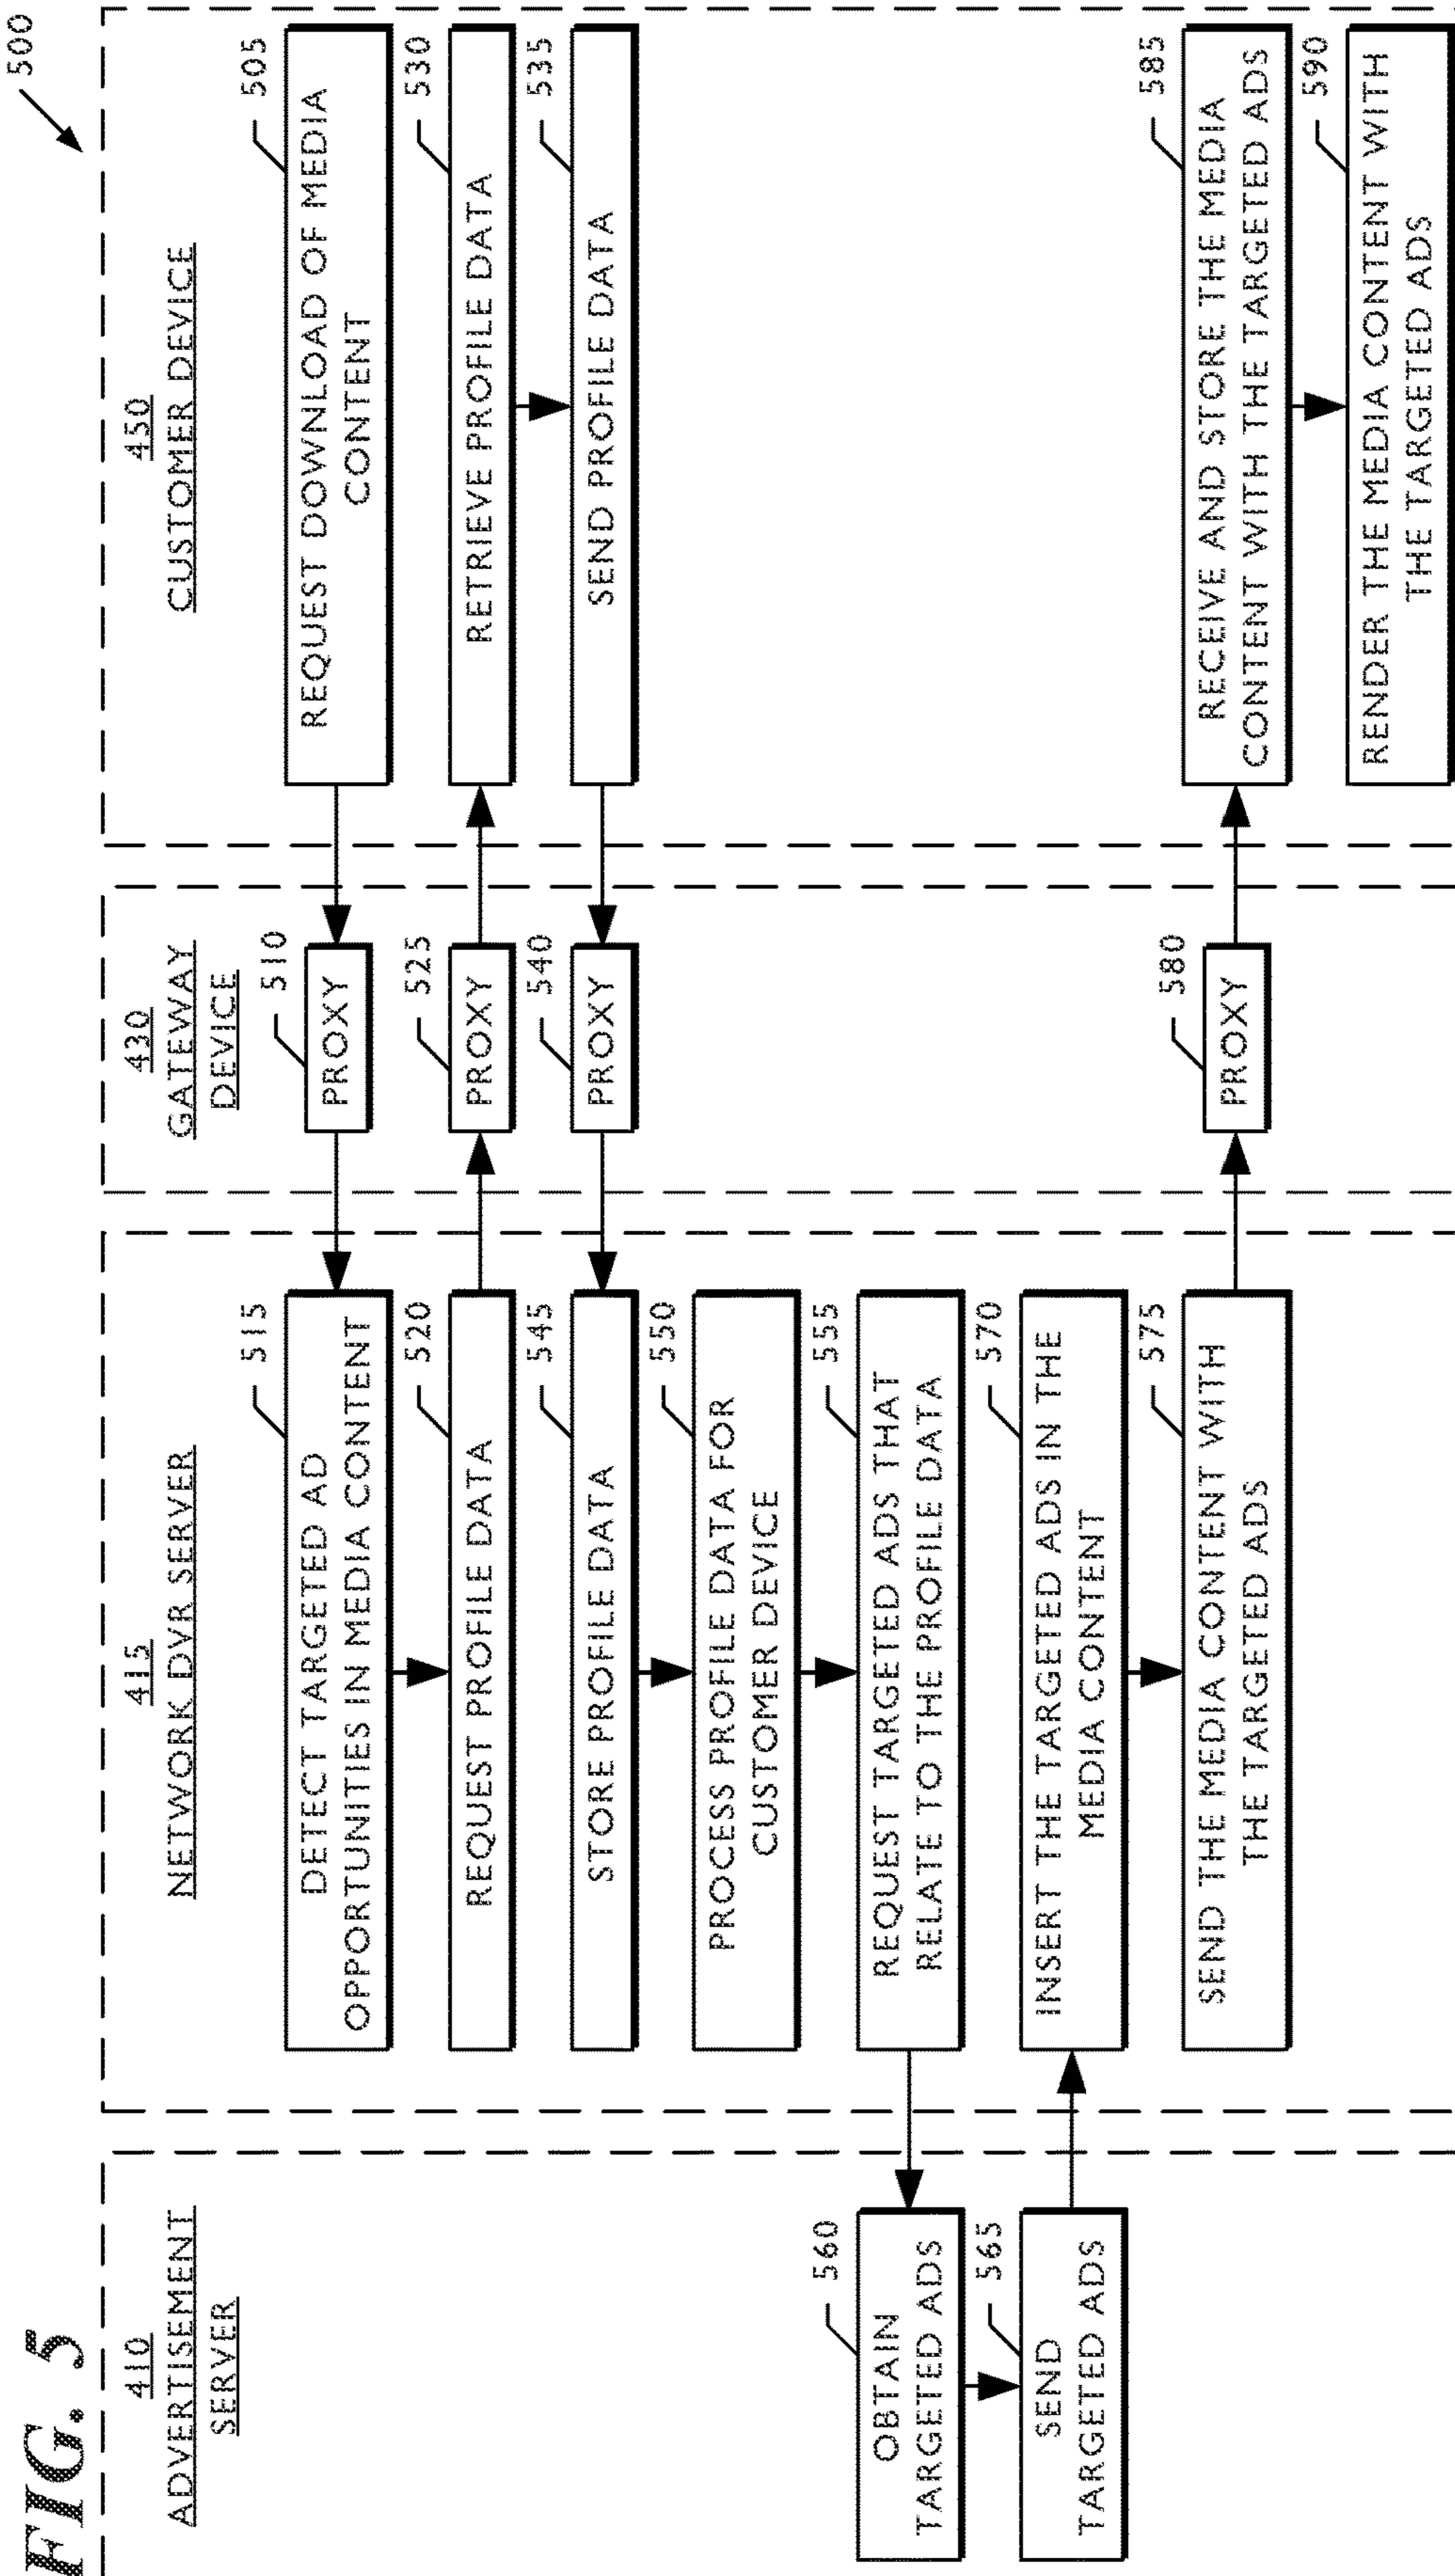 FIG. 5
500
410
ADVERTISEMENT
SERVER
415
NETWORK DVR SERVER
430
GATEWAY
DEVICE
450
CUSTOMER DEVICE
505
REQUEST DOWNLOAD OF MEDIA
CONTENT
510
PROXY
515
DETECT TARGETED AD
OPPORTUNITIES IN MEDIA CONTENT
520
REQUEST PROFILE DATA
525
PROXY
530
RETRIEVE PROFILE DATA
535
SEND PROFILE DATA
540
PROXY
545
STORE PROFILE DATA
550
PROCESS PROFILE DATA FOR
CUSTOMER DEVICE
555
REQUEST TARGETED ADS THAT
RELATE TO THE PROFILE DATA
560
OBTAIN
TARGETED ADS
565
SEND
TARGETED ADS
570
INSERT THE TARGETED ADS IN THE
MEDIA CONTENT
575
SEND THE MEDIA CONTENT WITH
THE TARGETED ADS
580
PROXY
585
RECEIVE AND STORE THE MEDIA
CONTENT WITH THE TARGETED ADS
590
RENDER THE MEDIA CONTENT WITH
THE TARGETED ADS